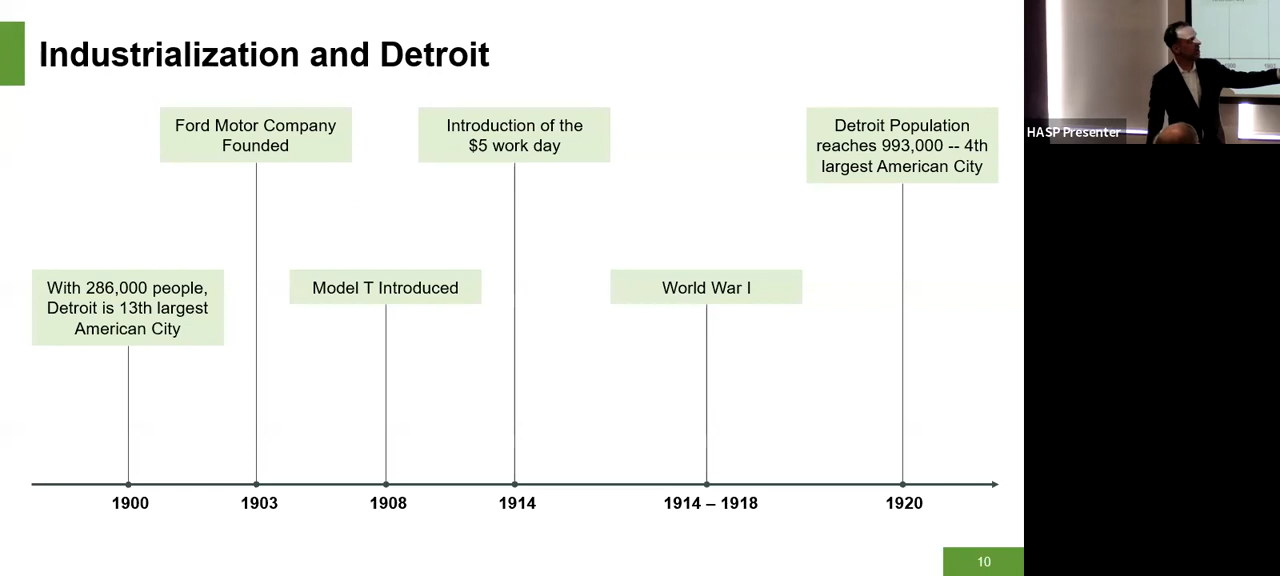 Industrialization and Detroit
Ford Motor Company
Founded
Introduction of the
$5 work day
Detroit Population
reaches 993,000 -- 4th
largest American City
With 286,000 people,
Detroit is 13th largest
American City
Model T Introduced
World War I
1900
1903
1908
1914
1914 – 1918
1920
10
HASP Presenter